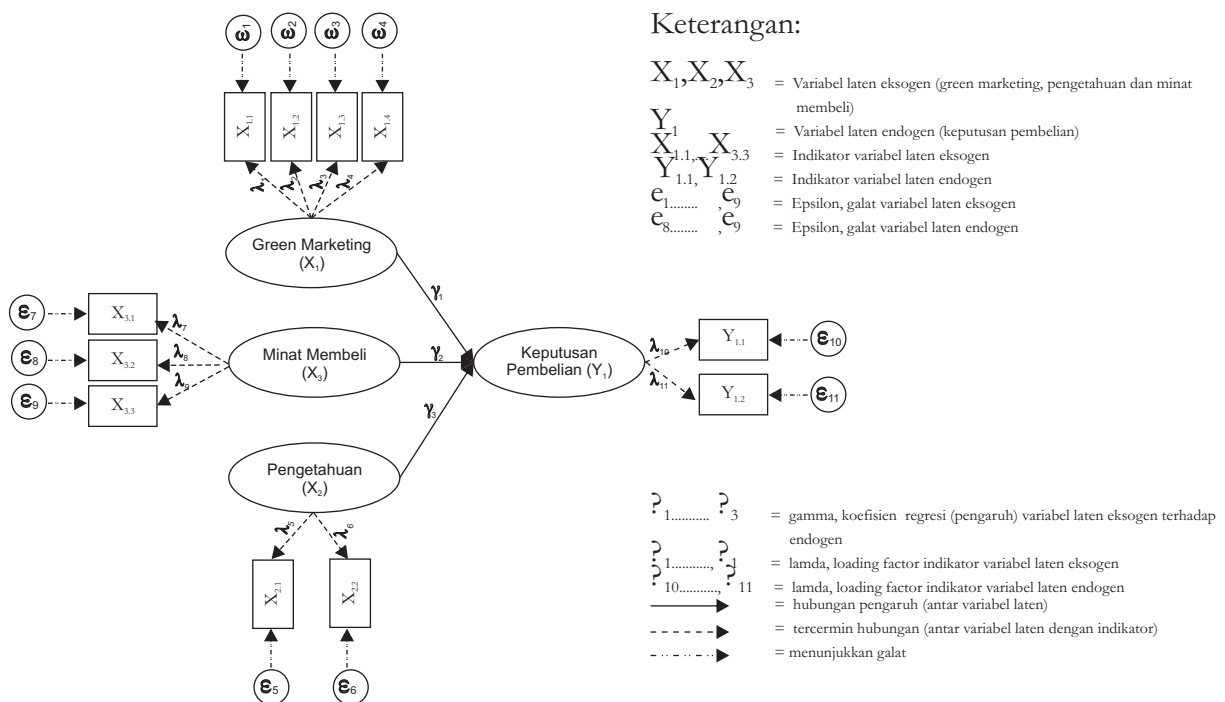 ε1 ε2 ε3 ε4
X1.1 X1.2 X1.3 X1.4
λ1 λ2 λ3 λ4
Green Marketing
(X1)
γ1
ε7 X3.1 λ7
ε8 X3.2 λ8
ε9 X3.3 λ9
Minat Membeli
(X3)
γ2
Keputusan
Pembelian (Y1)
λ10 Y1.1 ε10
λ11 Y1.2 ε11
γ3
Pengetahuan
(X2)
λ5 λ6
X2.1 X2.2
ε5 ε6
Keterangan:
X1,X2,X3 = Variabel laten eksogen (green marketing, pengetahuan dan minat
membeli)
Y1 = Variabel laten endogen (keputusan pembelian)
X1.1,... X3.3 = Indikator variabel laten eksogen
Y1.1, Y1.2 = Indikator variabel laten endogen
e1........ ,e9 = Epsilon, galat variabel laten eksogen
e8........ ,e9 = Epsilon, galat variabel laten endogen
?1........... ?3 = gamma, koefisien regresi (pengaruh) variabel laten eksogen terhadap
endogen
?1..........., ?1 = lamda, loading factor indikator variabel laten eksogen
?10..........., ?11 = lamda, loading factor indikator variabel laten endogen
= hubungan pengaruh (antar variabel laten)
= tercermin hubungan (antar variabel laten dengan indikator)
= menunjukkan galat